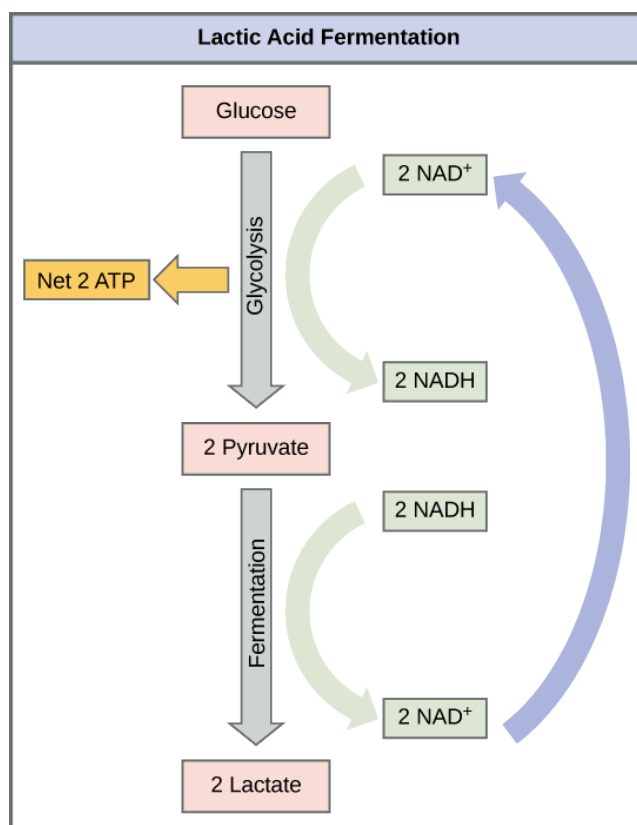 Lactic Acid Fermentation
Glucose
2 NAD⁺
Glycolysis
Net 2 ATP
2 NADH
2 Pyruvate
2 NADH
Fermentation
2 NAD⁺
2 Lactate